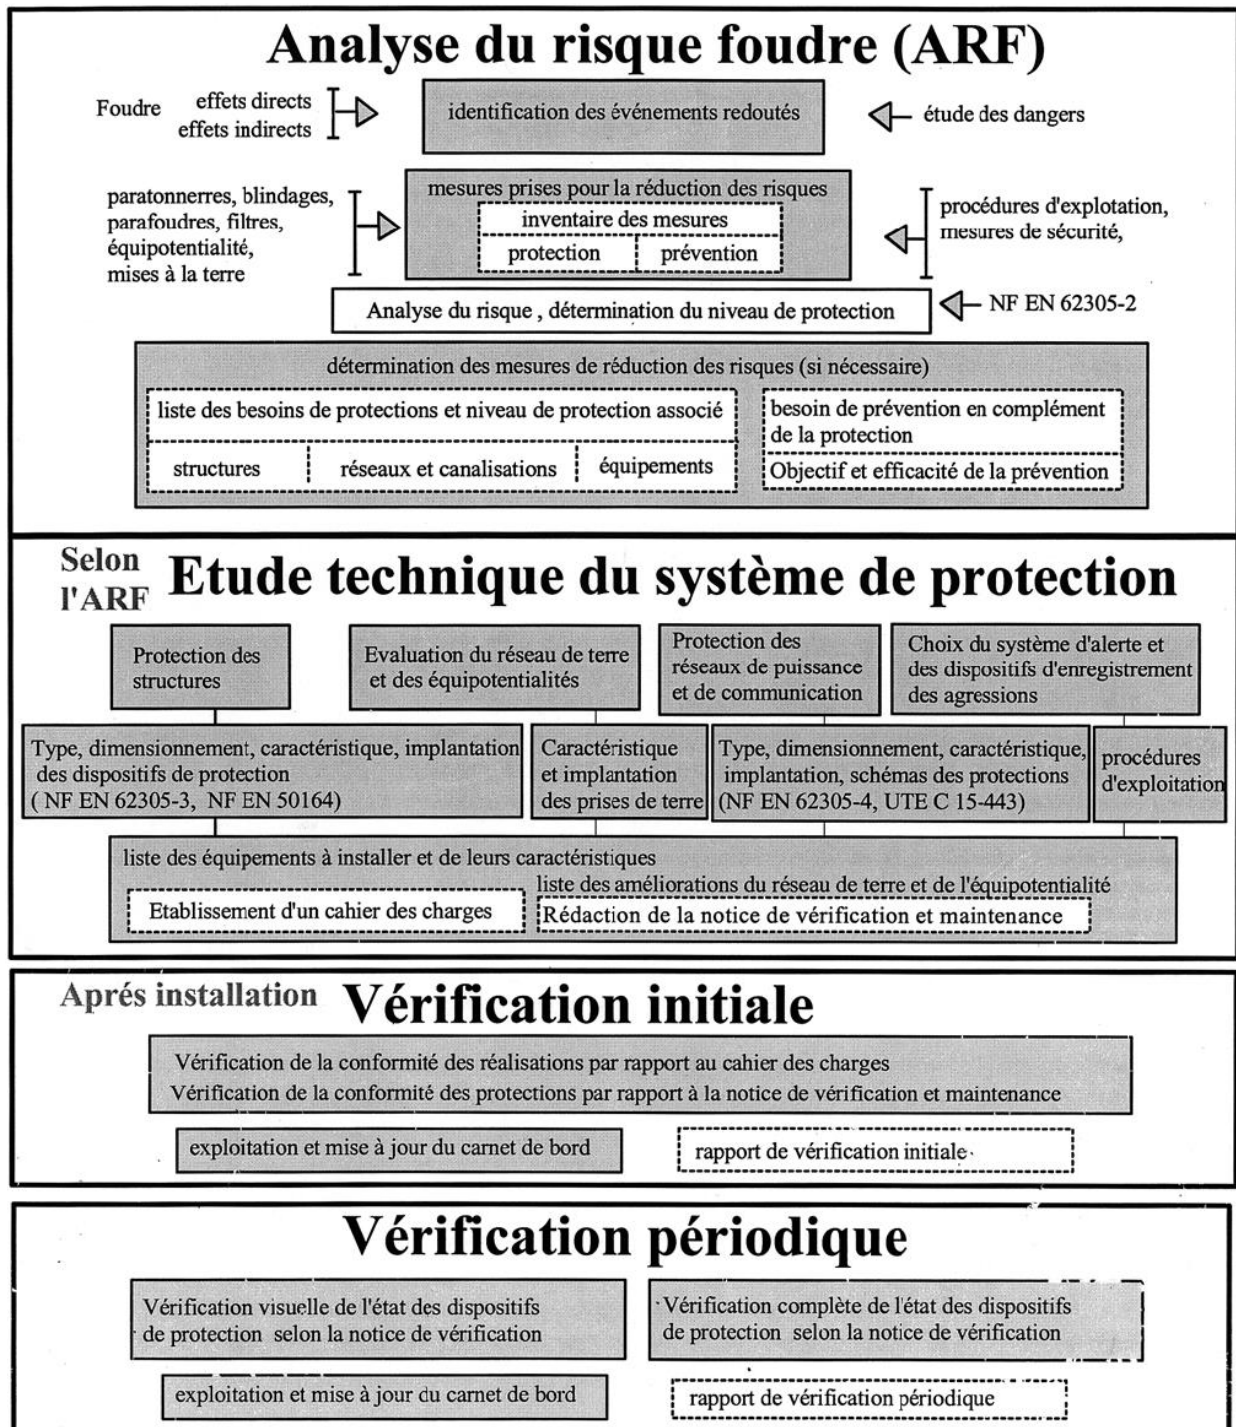 Analyse du risque foudre (ARF)
Foudre
effets directs
effets indirects
identification des événements redoutés
étude des dangers
paratonnerres, blindages,
parafoudres, filtres,
équipotentialité,
mises à la terre
mesures prises pour la réduction des risques
inventaire des mesures
protection
prévention
procédures d'explotation,
mesures de sécurité,
Analyse du risque , détermination du niveau de protection
NF EN 62305-2
détermination des mesures de réduction des risques (si nécessaire)
liste des besoins de protections et niveau de protection associé
structures
réseaux et canalisations
équipements
besoin de prévention en complément
de la protection
Objectif et efficacité de la prévention
Selon
l'ARF
Etude technique du système de protection
Protection des
structures
Evaluation du réseau de terre
et des équipotentialités
Protection des
réseaux de puissance
et de communication
Choix du système d'alerte et
des dispositifs d'enregistrement
des agressions
Type, dimensionnement, caractéristique, implantation
des dispositifs de protection
( NF EN 62305-3, NF EN 50164)
Caractéristique
et implantation
des prises de terre
Type, dimensionnement, caractéristique,
implantation, schémas des protections
(NF EN 62305-4, UTE C 15-443)
procédures
d'exploitation
liste des équipements à installer et de leurs caractéristiques
liste des améliorations du réseau de terre et de l'équipotentialité
Etablissement d'un cahier des charges
Rédaction de la notice de vérification et maintenance
Aprés installation
Vérification initiale
Vérification de la conformité des réalisations par rapport au cahier des charges
Vérification de la conformité des protections par rapport à la notice de vérification et maintenance
exploitation et mise à jour du carnet de bord
rapport de vérification initiale
Vérification périodique
Vérification visuelle de l'état des dispositifs
de protection selon la notice de vérification
Vérification complète de l'état des dispositifs
de protection selon la notice de vérification
exploitation et mise à jour du carnet de bord
rapport de vérification périodique